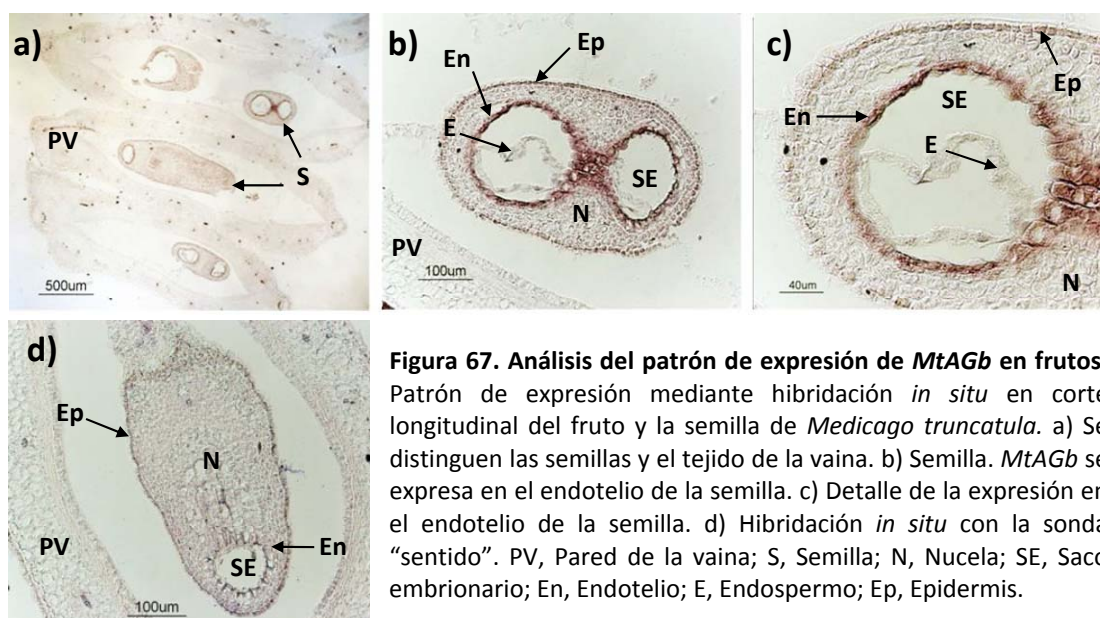 a)
PV
S
500um
b)
En
Ep
E
SE
N
PV
100um
c)
SE
Ep
En
E
N
40um
d)
Ep
N
PV
En
SE
100um
Figura 67. Análisis del patrón de expresión de MtAGb en frutos
Patrón de expresión mediante hibridación in situ en corte
longitudinal del fruto y la semilla de Medicago truncatula. a) Se
distinguen las semillas y el tejido de la vaina. b) Semilla. MtAGb se
expresa en el endotelio de la semilla. c) Detalle de la expresión en
el endotelio de la semilla. d) Hibridación in situ con la sonda
“sentido”. PV, Pared de la vaina; S, Semilla; N, Nucela; SE, Saco
embrionario; En, Endotelio; E, Endospermo; Ep, Epidermis.